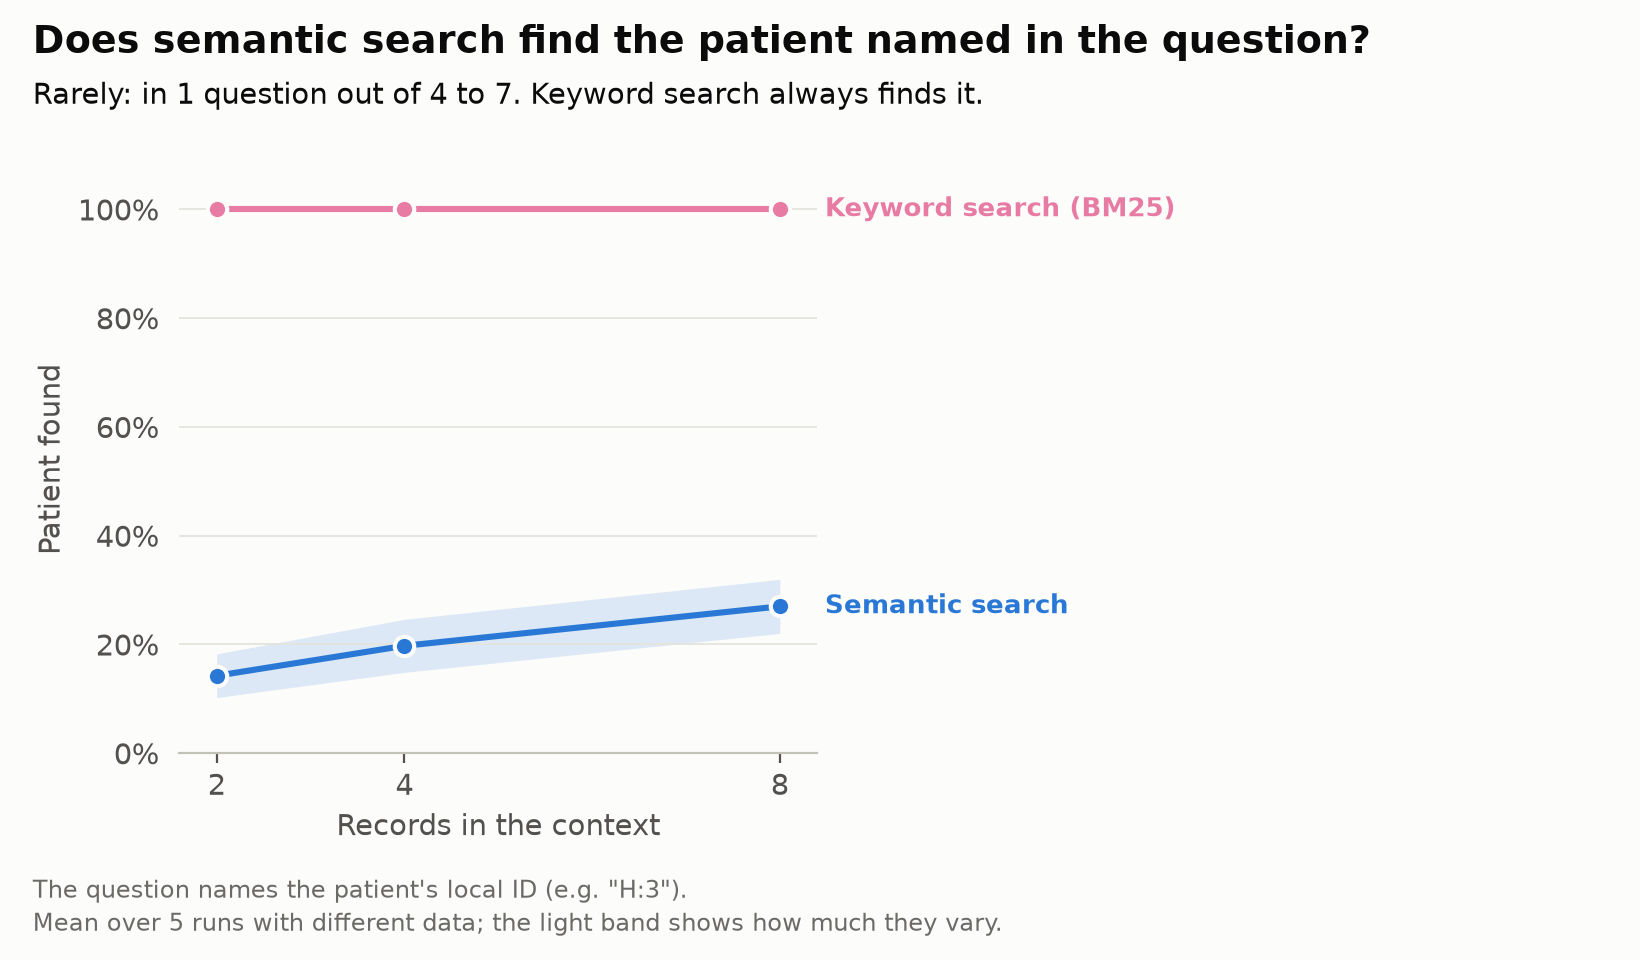 Does semantic search find the patient named in the question?
Rarely: in 1 question out of 4 to 7. Keyword search always finds it.
100%
80%
60%
40%
20%
0%
Patient found
Keyword search (BM25)
Semantic search
2
4
8
Records in the context
The question names the patient's local ID (e.g. "H:3").
Mean over 5 runs with different data; the light band shows how much they vary.